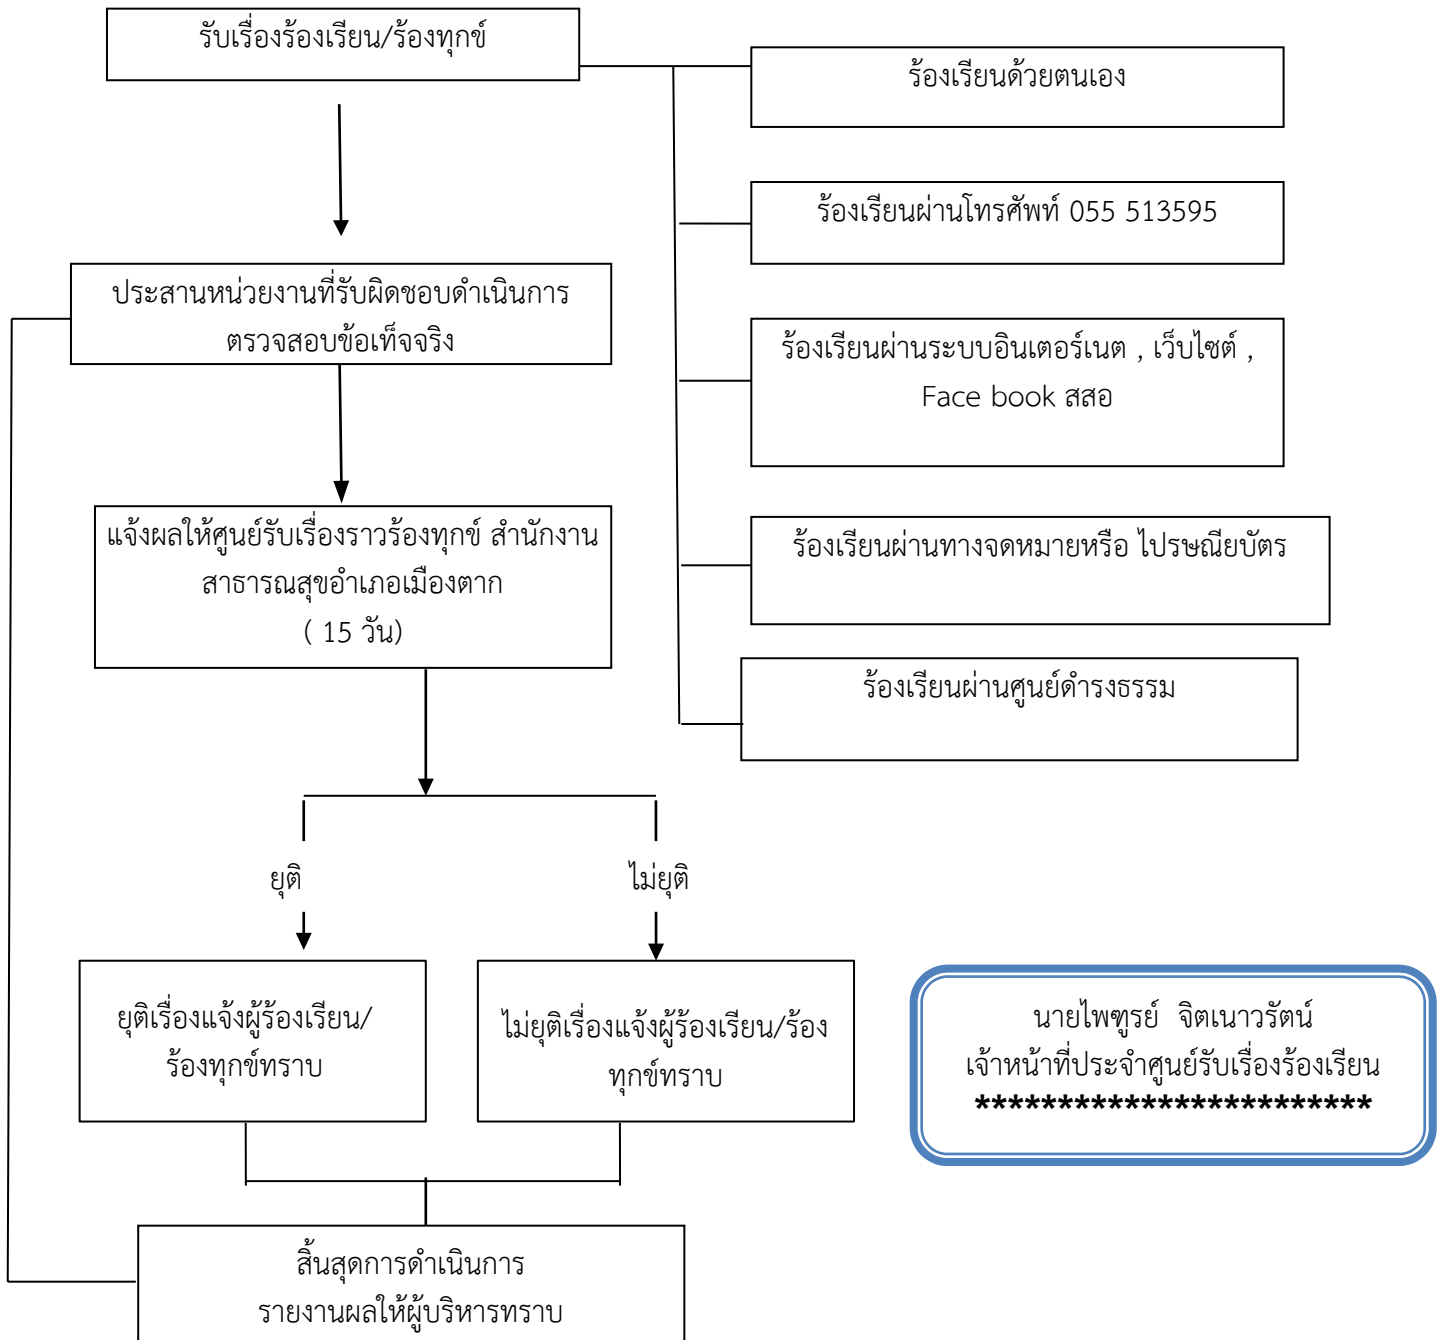 รับเรื่องร้องเรียน/ร้องทุกข์
ร้องเรียนด้วยตนเอง
ร้องเรียนผ่านโทรศัพท์ 055 513595
ประสานหน่วยงานที่รับผิดชอบดำเนินการ
ตรวจสอบข้อเท็จจริง
ร้องเรียนผ่านระบบอินเตอร์เนต , เว็บไซต์ ,
Face book สสอ
แจ้งผลให้ศูนย์รับเรื่องราวร้องทุกข์ สำนักงาน
สาธารณสุขอำเภอเมืองตาก
( 15 วัน)
ร้องเรียนผ่านทางจดหมายหรือ ไปรษณียบัตร
ร้องเรียนผ่านศูนย์ดำรงธรรม
ยุติ
ไม่ยุติ
ยุติเรื่องแจ้งผู้ร้องเรียน/
ร้องทุกข์ทราบ
ไม่ยุติเรื่องแจ้งผู้ร้องเรียน/ร้อง
ทุกข์ทราบ
นายไพฑูรย์ จิตเนาวรัตน์
เจ้าหน้าที่ประจำศูนย์รับเรื่องร้องเรียน
************************
สิ้นสุดการดำเนินการ
รายงานผลให้ผู้บริหารทราบ